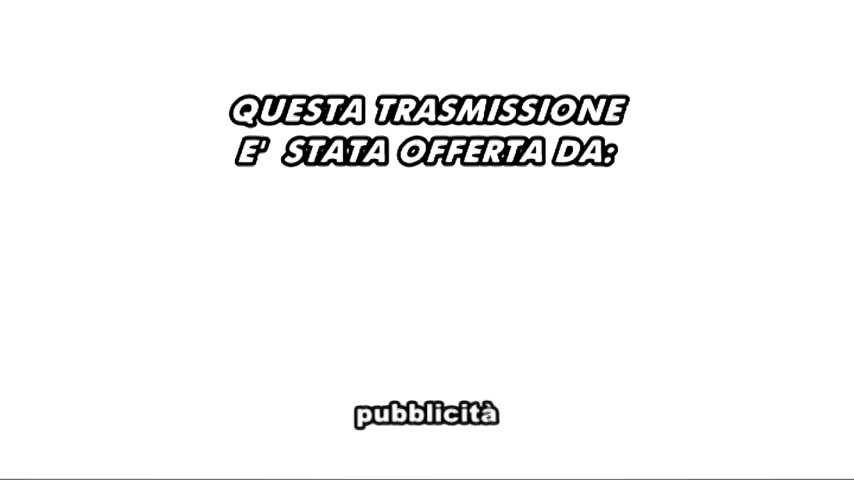 QUESTA TRASMISSIONE
E' STATA OFFERTA DA:
pubblicità